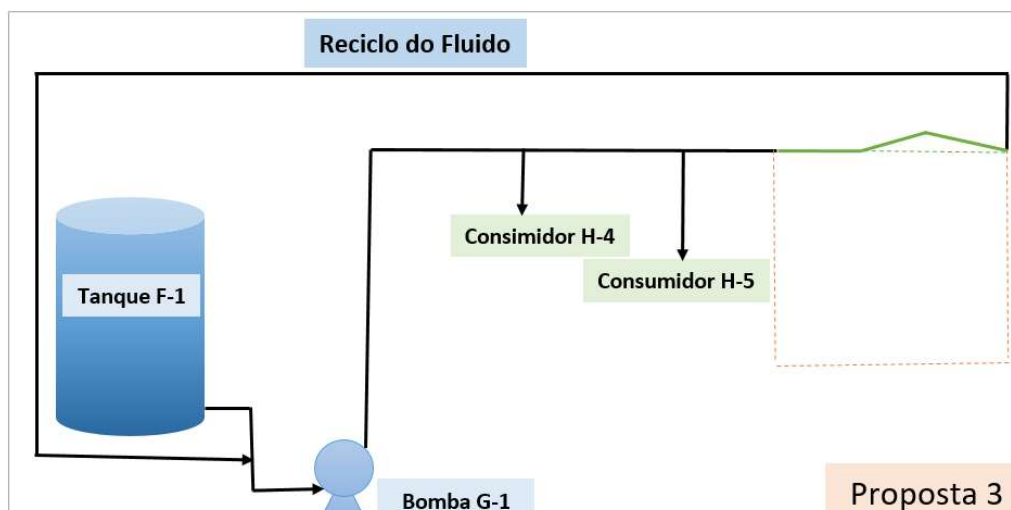 Reciclo do Fluido
Consimidor H-4
Consumidor H-5
Tanque F-1
Bomba G-1
Proposta 3